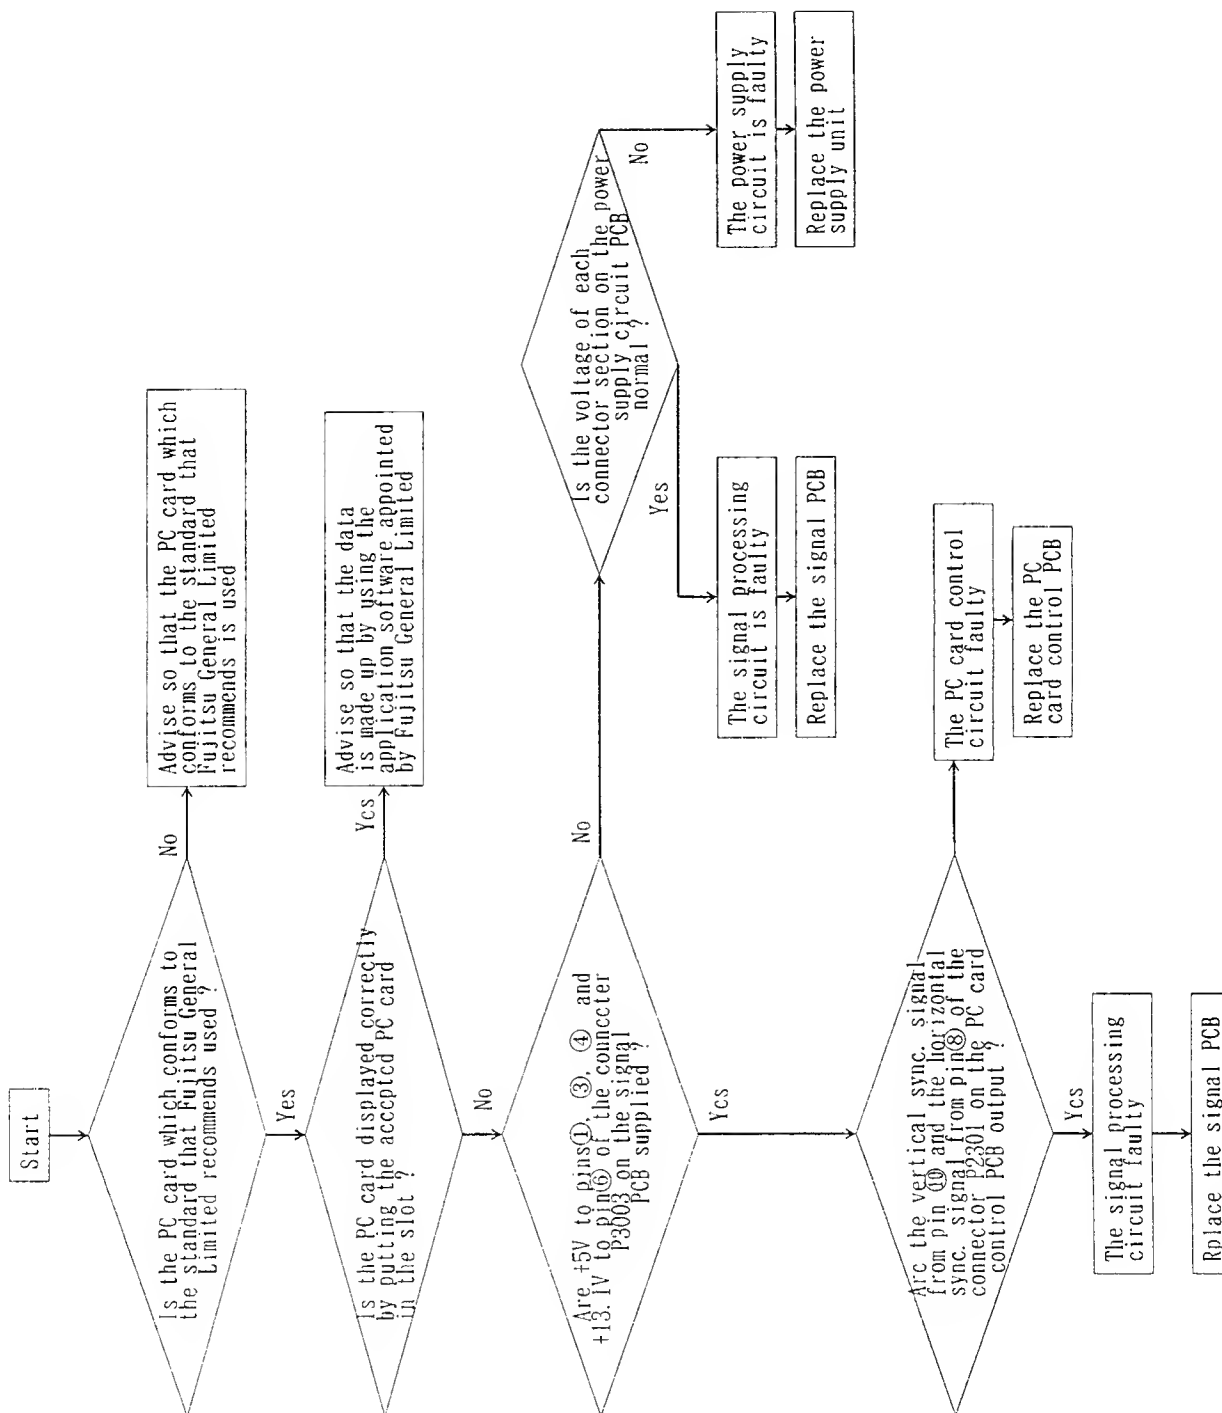 Start
Is the PC card which conforms to
the standard that Fujitsu General
Limited recommends used ?
No
Advise so that the PC card which
conforms to the standard that
Fujitsu General Limited
recommends is used
Yes
Is the PC card displayed correctly
by putting the acccptcd PC card
in the slot ?
Ycs
Advise so that the data
is made up by using the
application software appointed
by Fujitsu General Limited
No
Are +5V to pins①, ③, ④ and
+13.1V to pin⑥ of the conncctcr
P3003 on the signal
PCB supplied ?
No
Is the voltage of each
connector section on the power
supply circuit PCB
normal ?
No
The power supply
circuit is faulty
Replace the power
supply unit
Yes
The signal processing
circuit is faulty
Replace the signal PCB
Ycs
Arc the vertical sync. signal
from pin ⑩ and the horizontal
sync. signal from pin⑧ of the
connector P2301 on the PC card
control PCB output ?
The PC card control
circuit faulty
Replace the PC
card control PCB
Ycs
The signal processing
circuit faulty
Rplace the signal PCB